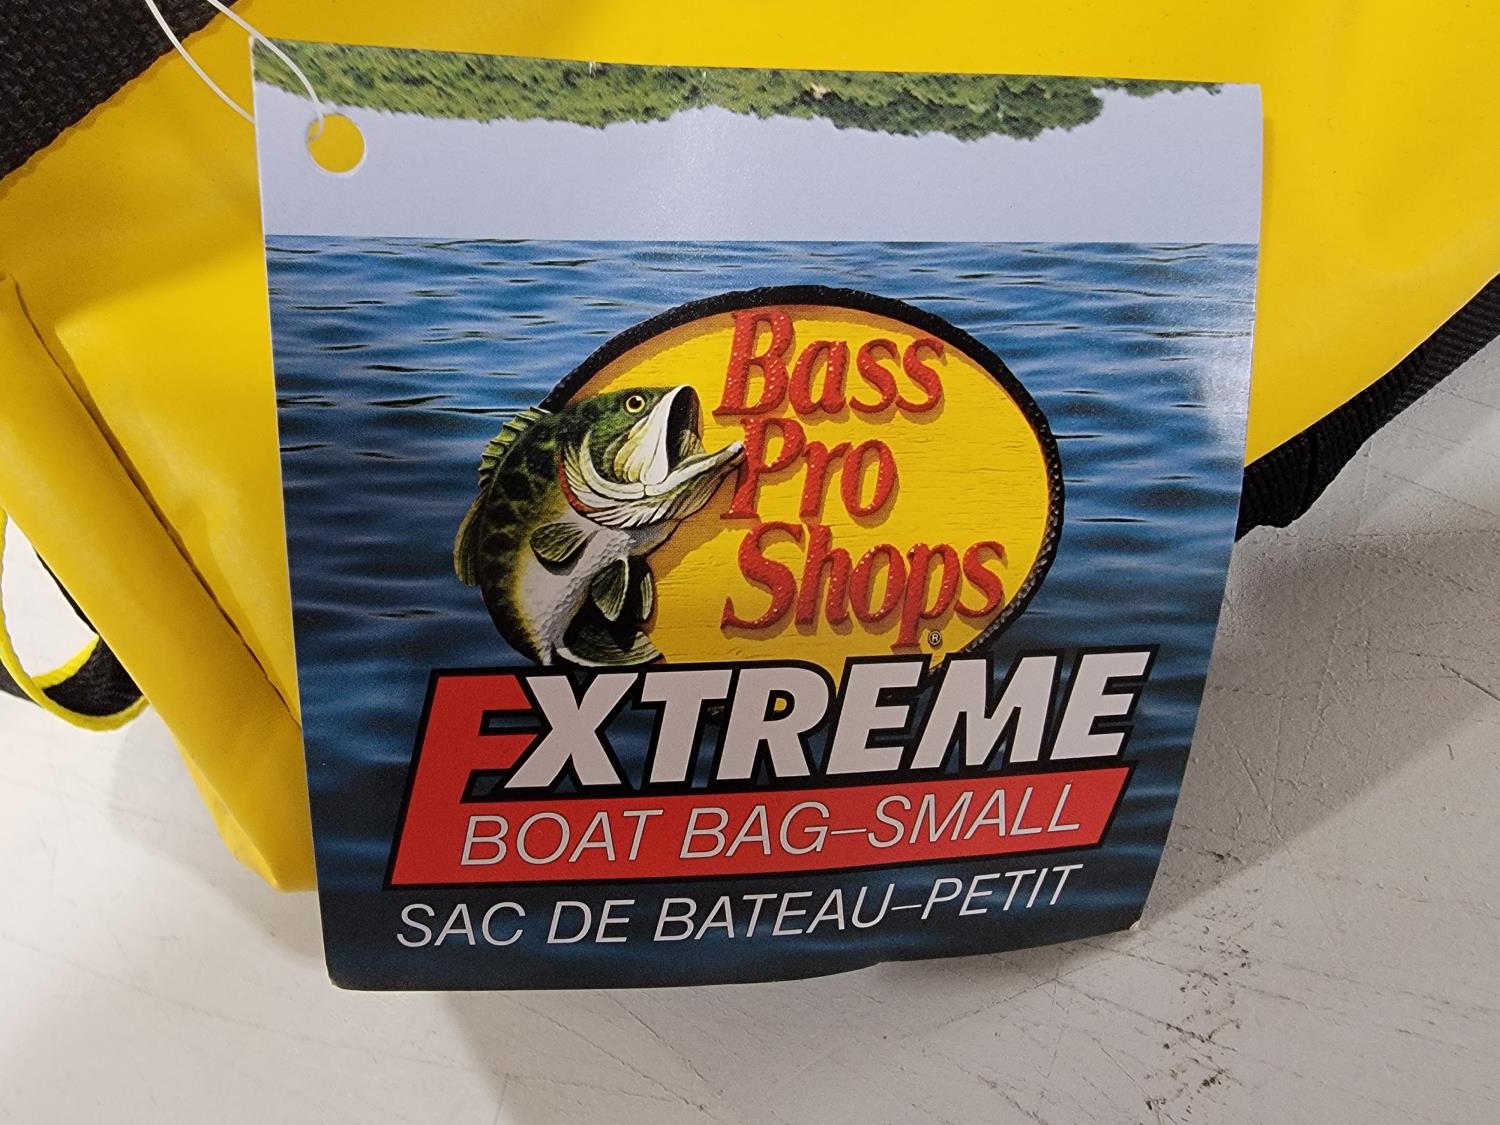 Bass
Pro
Shops®
EXTREME
BOAT BAG–SMALL
SAC DE BATEAU–PETIT